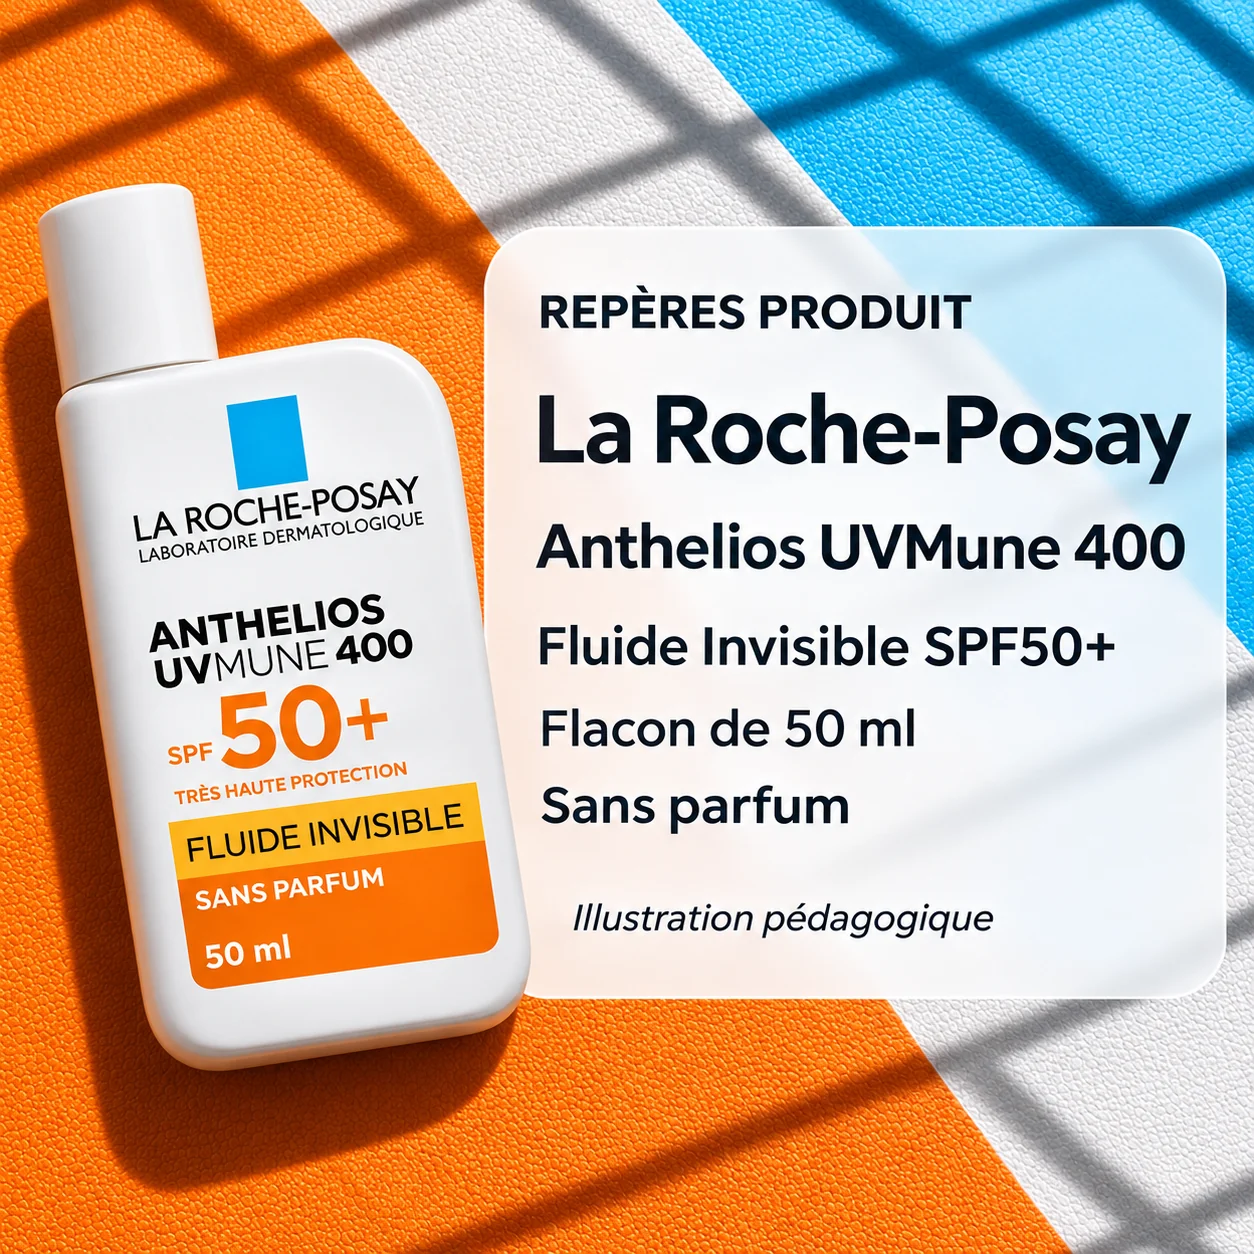 LA ROCHE-POSAY
LABORATOIRE DERMATOLOGIQUE
ANTHELIOS
UVMUNE 400
SPF 50+
TRÈS HAUTE PROTECTION
FLUIDE INVISIBLE
SANS PARFUM
50 ml
REPÈRES PRODUIT
La Roche-Posay
Anthelios UVMune 400
Fluide Invisible SPF50+
Flacon de 50 ml
Sans parfum
Illustration pédagogique